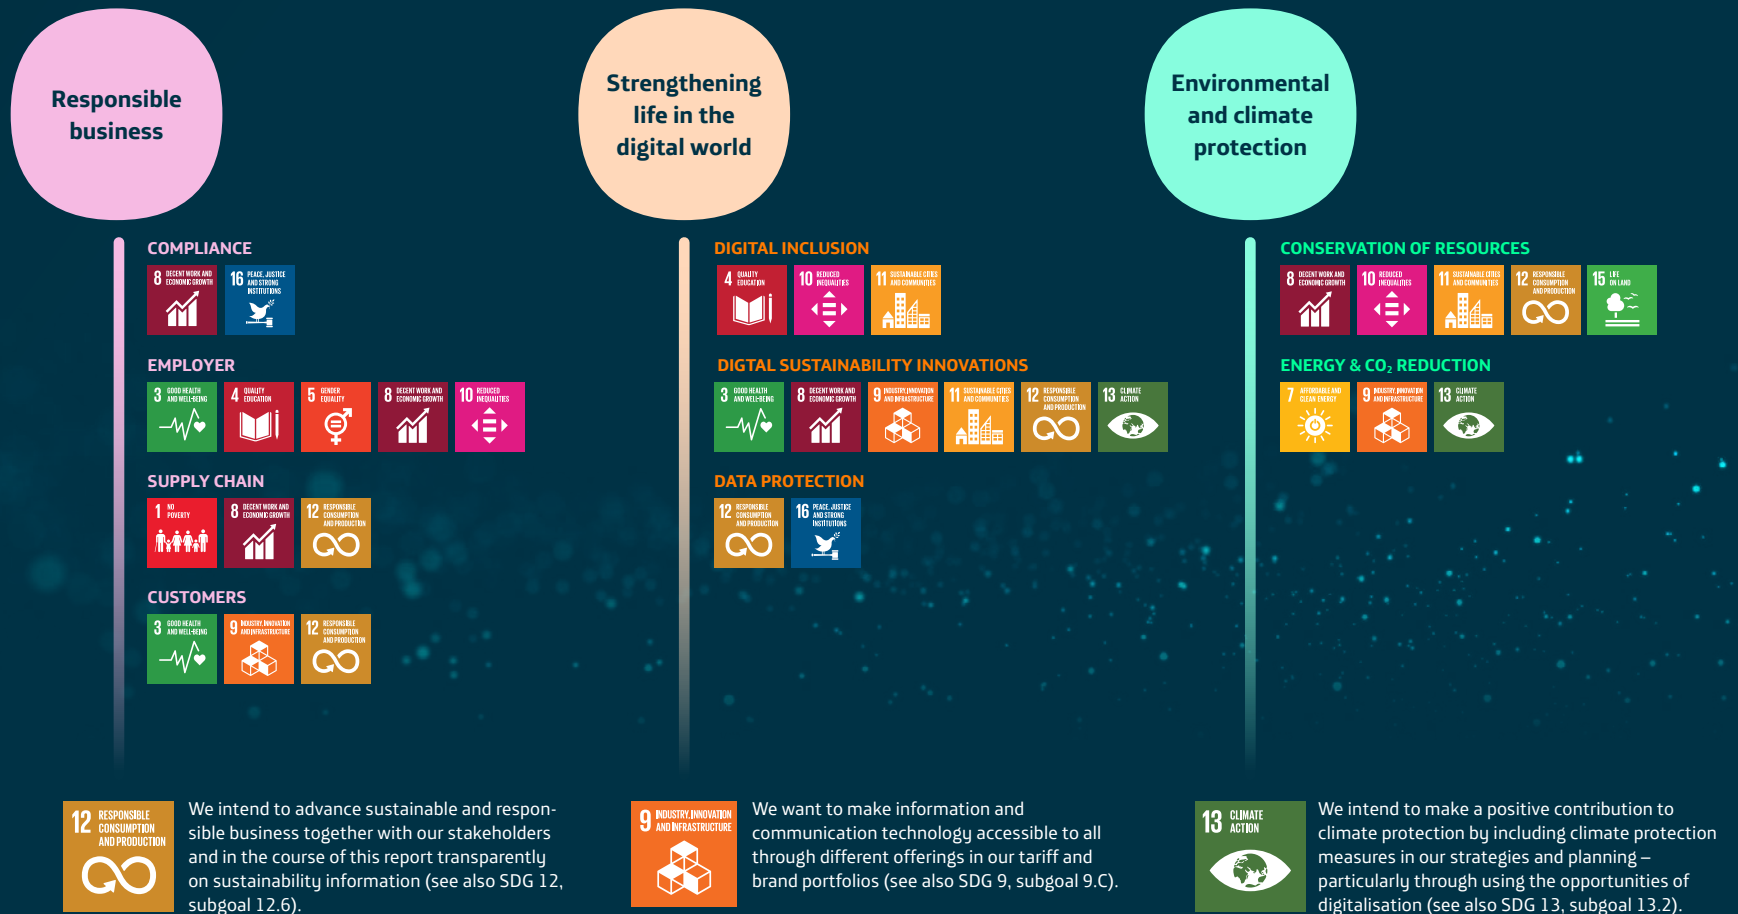 Responsible
business
Strengthening
life in the
digital world
Environmental
and climate
protection
COMPLIANCE
8 DECENT WORK AND
ECONOMIC GROWTH
16 PEACE, JUSTICE
AND STRONG
INSTITUTIONS
EMPLOYER
3 GOOD HEALTH
AND WELL-BEING
4 QUALITY
EDUCATION
5 GENDER
EQUALITY
8 DECENT WORK AND
ECONOMIC GROWTH
10 REDUCED
INEQUALITIES
SUPPLY CHAIN
1 NO
POVERTY
8 DECENT WORK AND
ECONOMIC GROWTH
12 RESPONSIBLE
CONSUMPTION
AND PRODUCTION
CUSTOMERS
3 GOOD HEALTH
AND WELL-BEING
9 INDUSTRY, INNOVATION
AND INFRASTRUCTURE
12 RESPONSIBLE
CONSUMPTION
AND PRODUCTION
DIGITAL INCLUSION
4 QUALITY
EDUCATION
10 REDUCED
INEQUALITIES
11 SUSTAINABLE CITIES
AND COMMUNITIES
DIGTAL SUSTAINABILITY INNOVATIONS
3 GOOD HEALTH
AND WELL-BEING
8 DECENT WORK AND
ECONOMIC GROWTH
9 INDUSTRY, INNOVATION
AND INFRASTRUCTURE
11 SUSTAINABLE CITIES
AND COMMUNITIES
12 RESPONSIBLE
CONSUMPTION
AND PRODUCTION
13 CLIMATE
ACTION
DATA PROTECTION
12 RESPONSIBLE
CONSUMPTION
AND PRODUCTION
16 PEACE, JUSTICE
AND STRONG
INSTITUTIONS
CONSERVATION OF RESOURCES
8 DECENT WORK AND
ECONOMIC GROWTH
10 REDUCED
INEQUALITIES
11 SUSTAINABLE CITIES
AND COMMUNITIES
12 RESPONSIBLE
CONSUMPTION
AND PRODUCTION
15 LIFE
ON LAND
ENERGY & CO₂ REDUCTION
7 AFFORDABLE AND
CLEAN ENERGY
9 INDUSTRY, INNOVATION
AND INFRASTRUCTURE
13 CLIMATE
ACTION
12 RESPONSIBLE
CONSUMPTION
AND PRODUCTION
We intend to advance sustainable and respon-
sible business together with our stakeholders
and in the course of this report transparently
on sustainability information (see also SDG 12,
subgoal 12.6).
9 INDUSTRY, INNOVATION
AND INFRASTRUCTURE
We want to make information and
communication technology accessible to all
through different offerings in our tariff and
brand portfolios (see also SDG 9, subgoal 9.C).
13 CLIMATE
ACTION
We intend to make a positive contribution to
climate protection by including climate protection
measures in our strategies and planning –
particularly through using the opportunities of
digitalisation (see also SDG 13, subgoal 13.2).